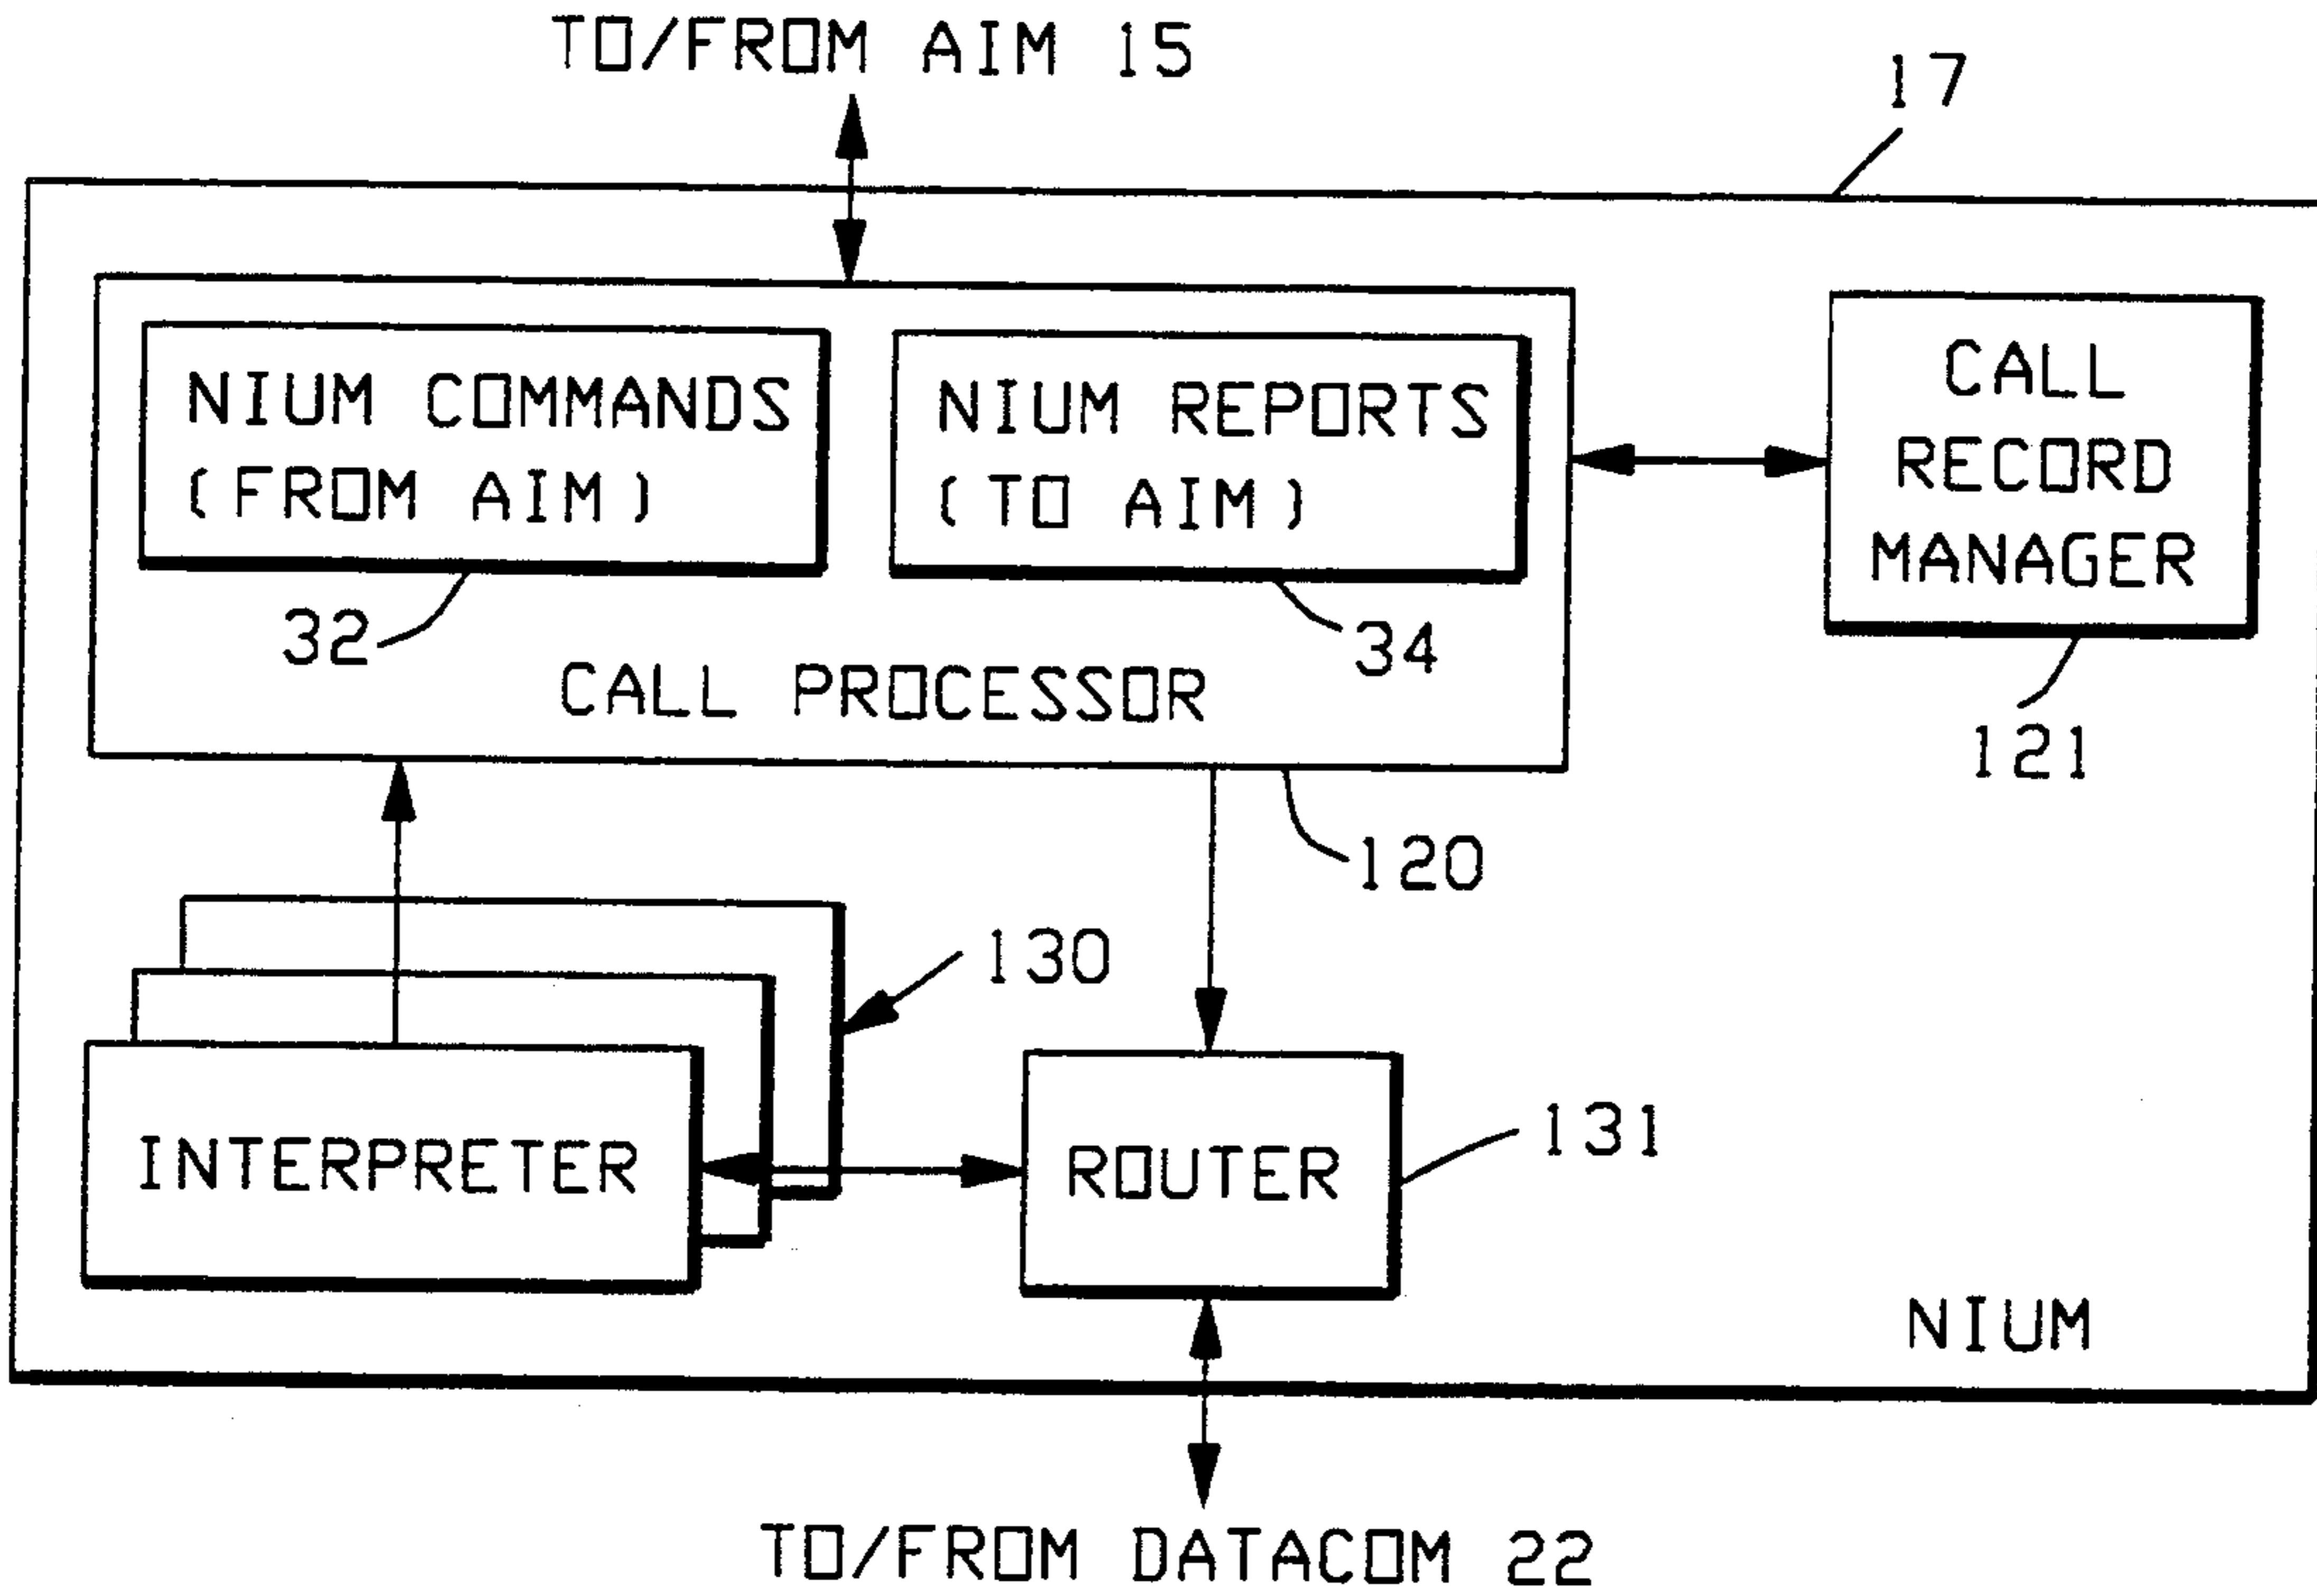 TO/FROM AIM 15
17
NIUM COMMANDS
(FROM AIM)
NIUM REPORTS
(TO AIM)
CALL
RECORD
MANAGER
32
34
CALL PROCESSOR
121
120
130
INTERPRETER
ROUTER
131
NIUM
TO/FROM DATACOM 22